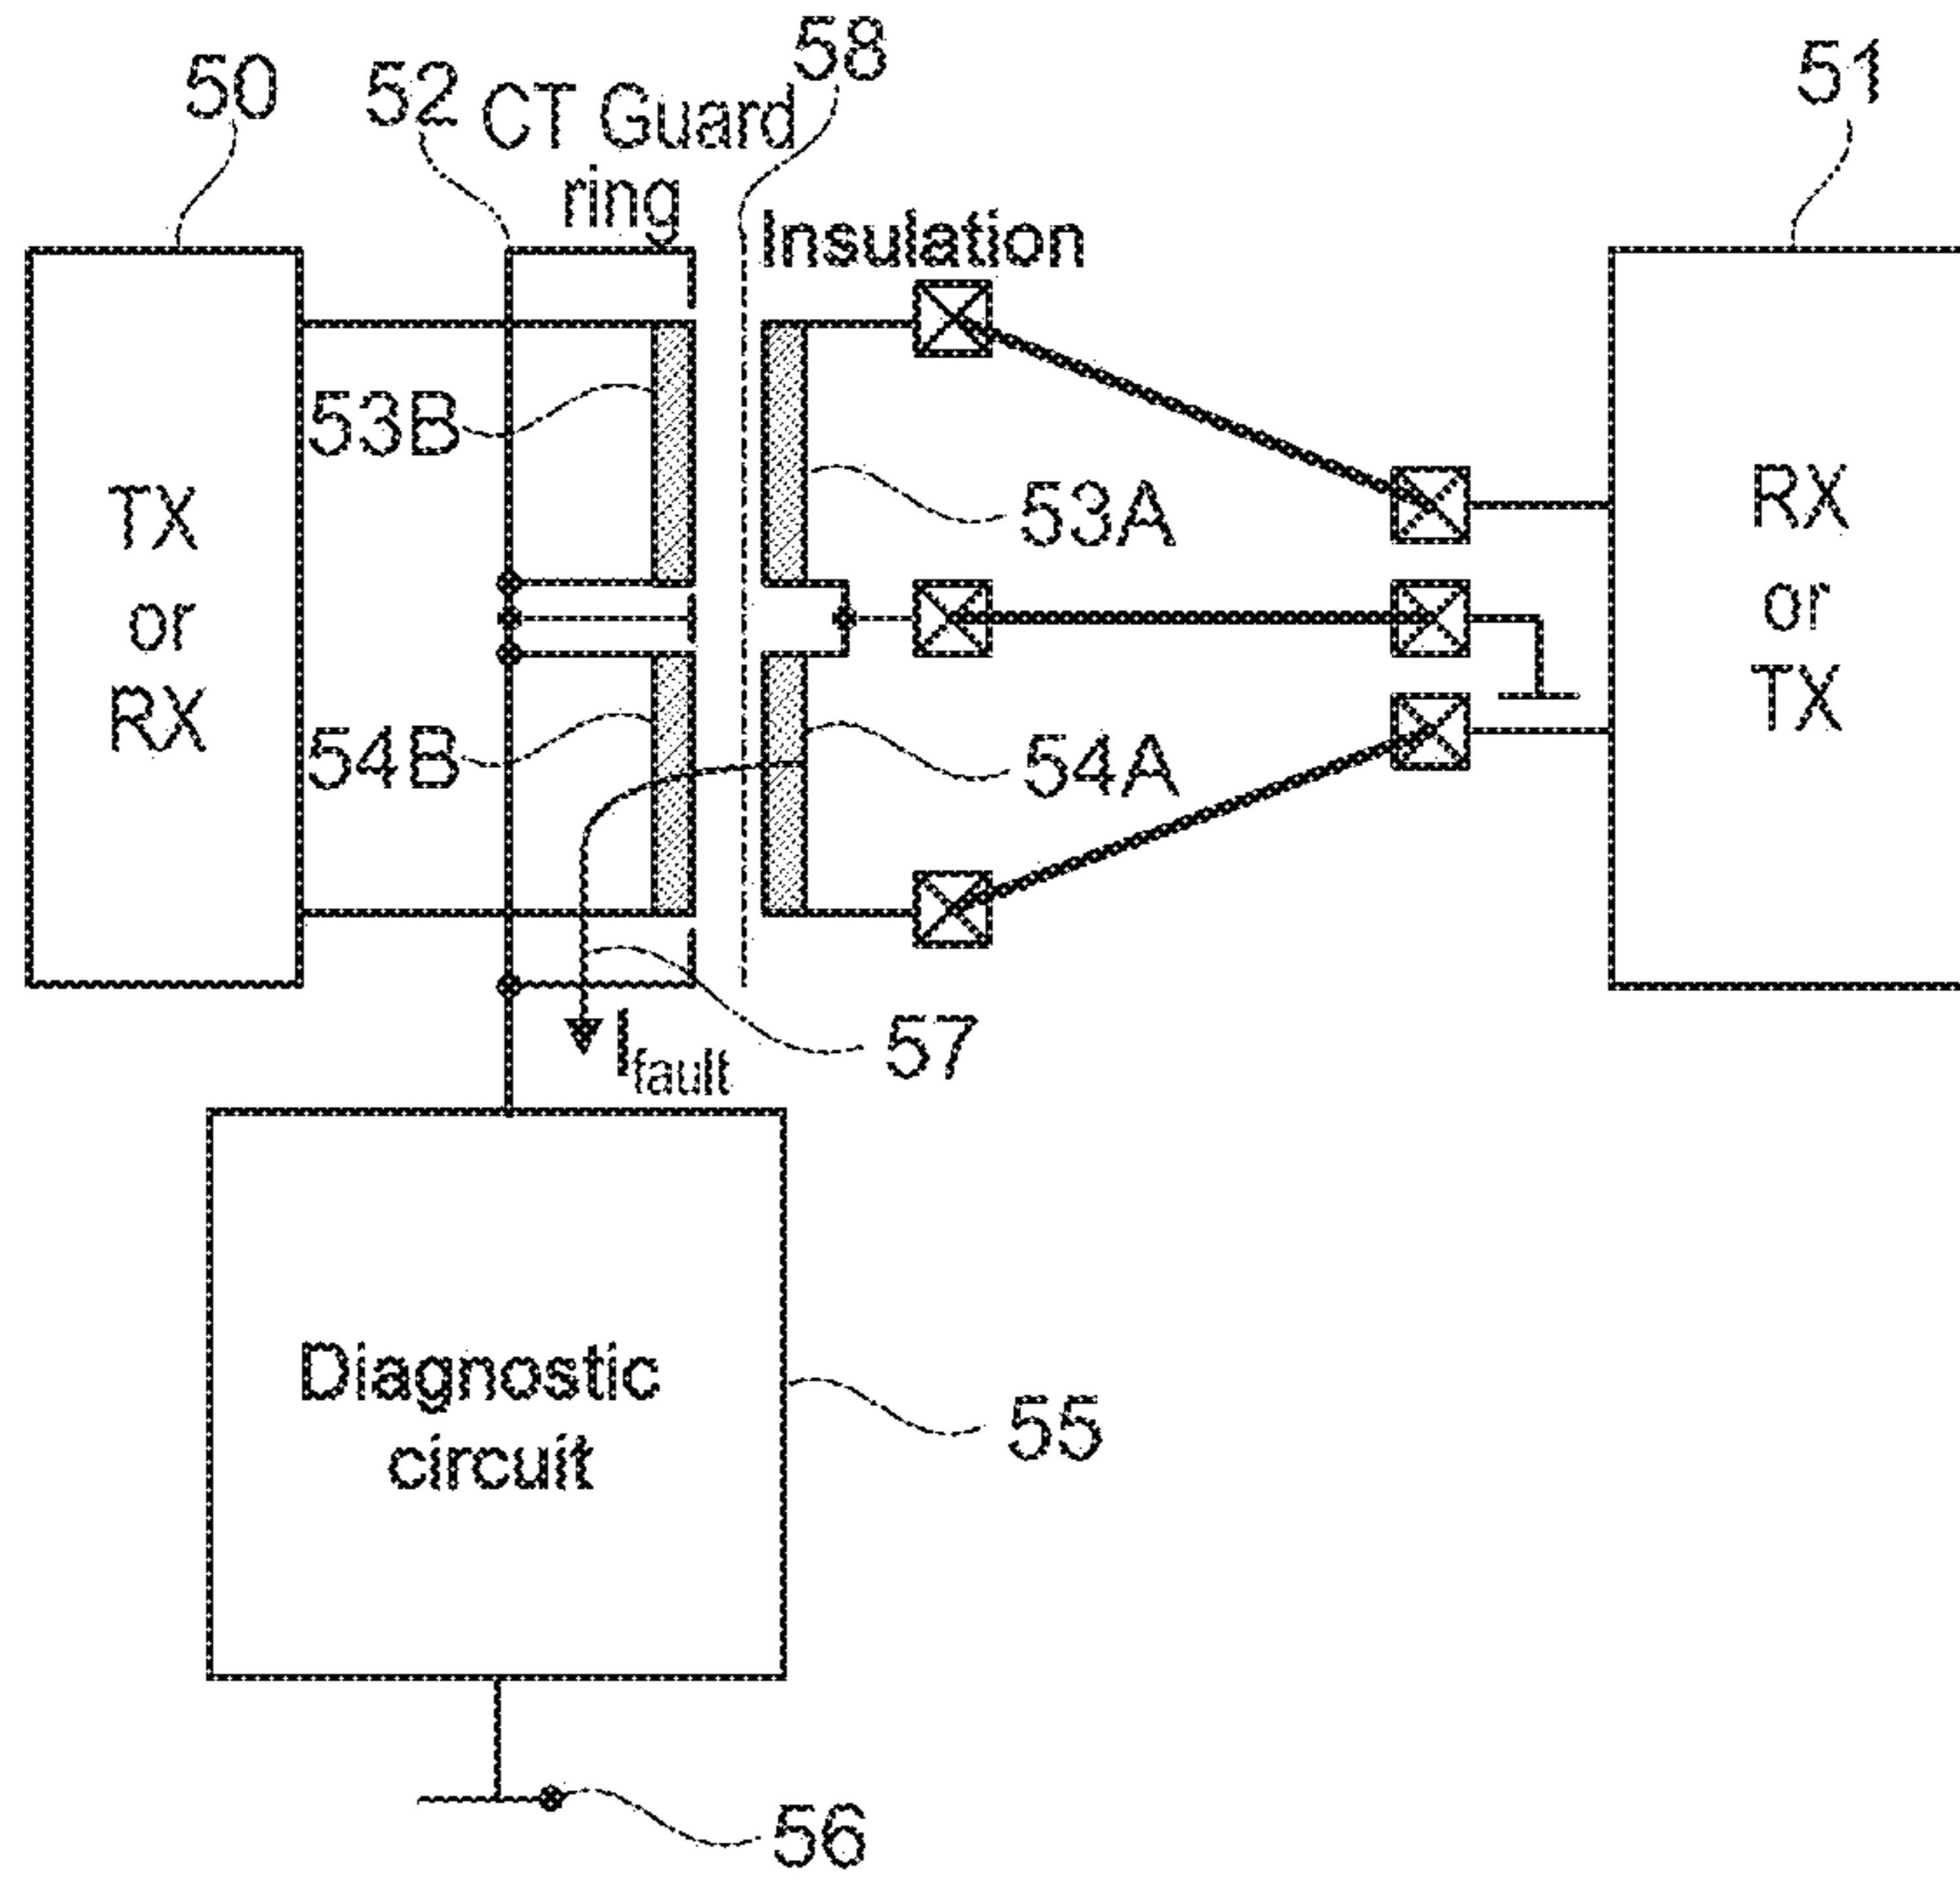 50
52
CT Guard
ring
58
51
Insulation
53B
53A
TX
or
RX
RX
or
TX
54B
54A
57
Ifault
Diagnostic
circuit
55
56